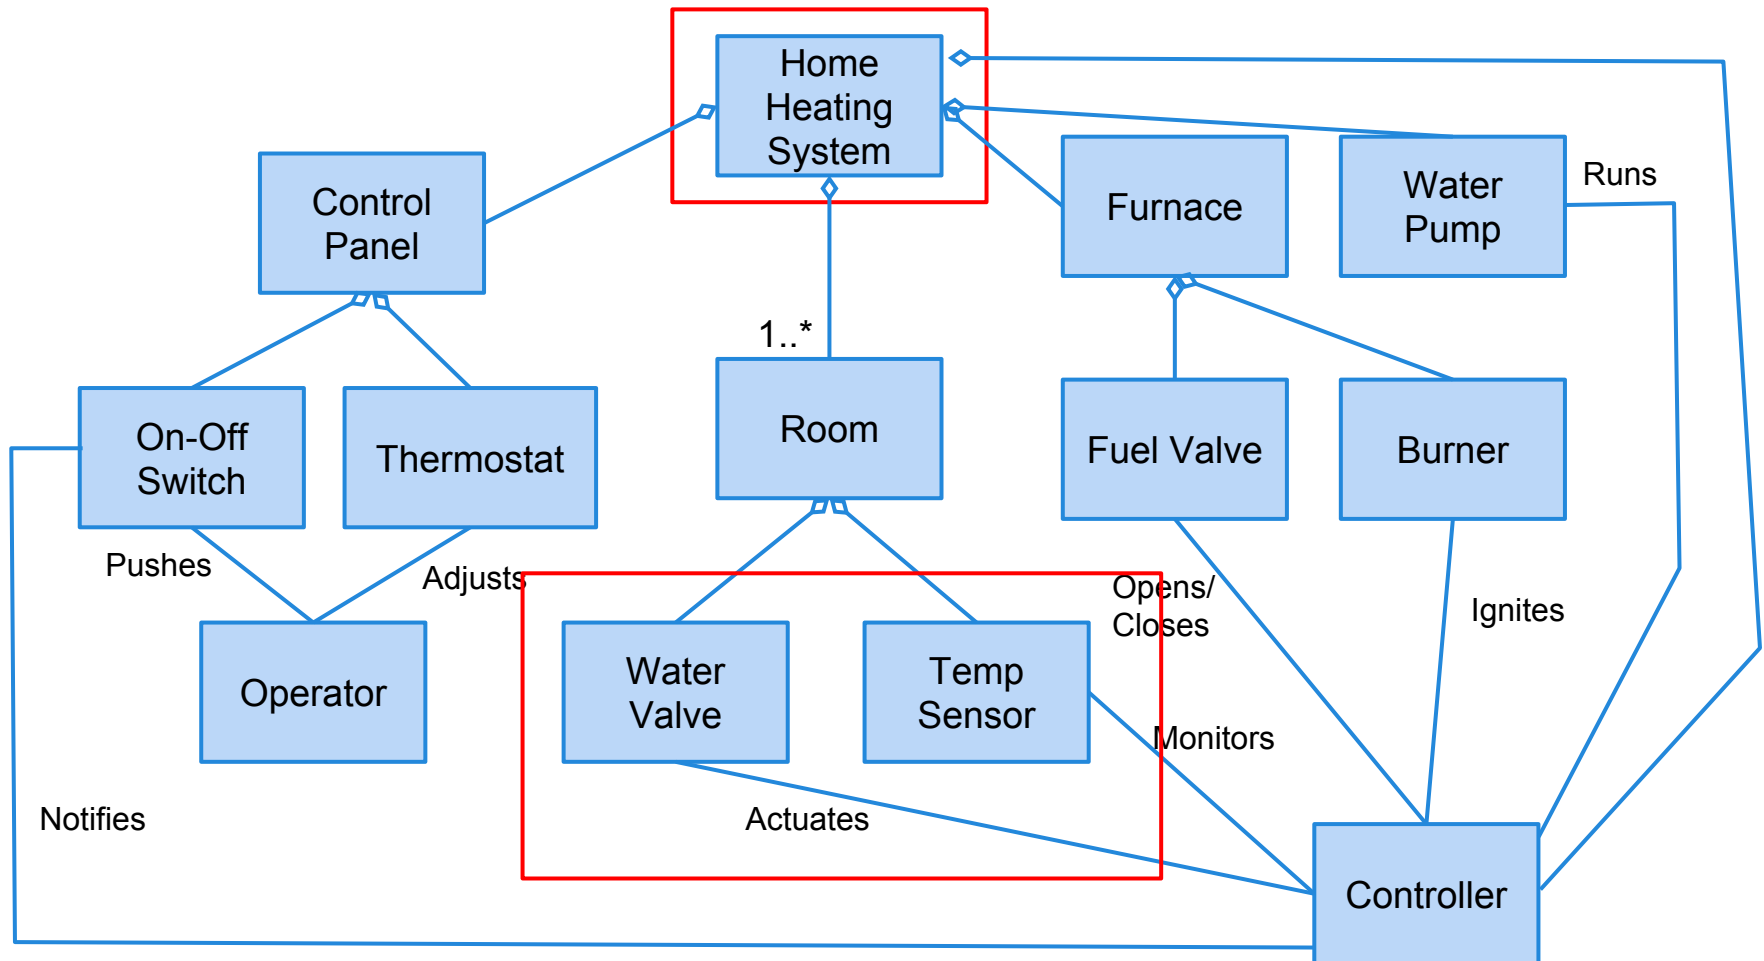 Home
Heating
System
Control
Panel
Furnace
Water
Pump
Runs
1..*
On-Off
Switch
Thermostat
Room
Fuel Valve
Burner
Pushes
Adjusts
Opens/
Closes
Ignites
Operator
Water
Valve
Temp
Sensor
Monitors
Notifies
Actuates
Controller